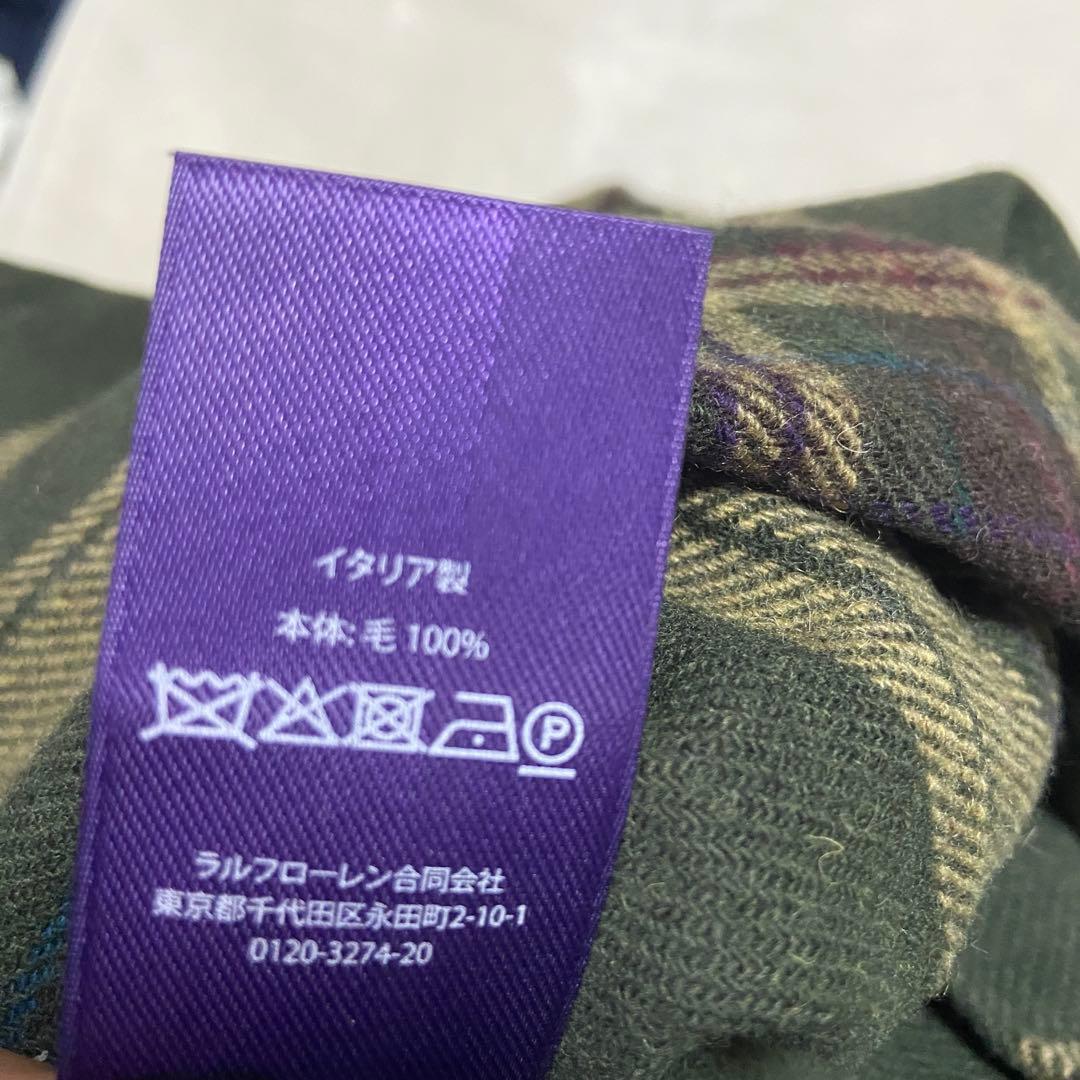 イタリア製
本体: 毛 100%
P
ラルフローレン合同会社
東京都千代田区永田町2-10-1
0120-3274-20